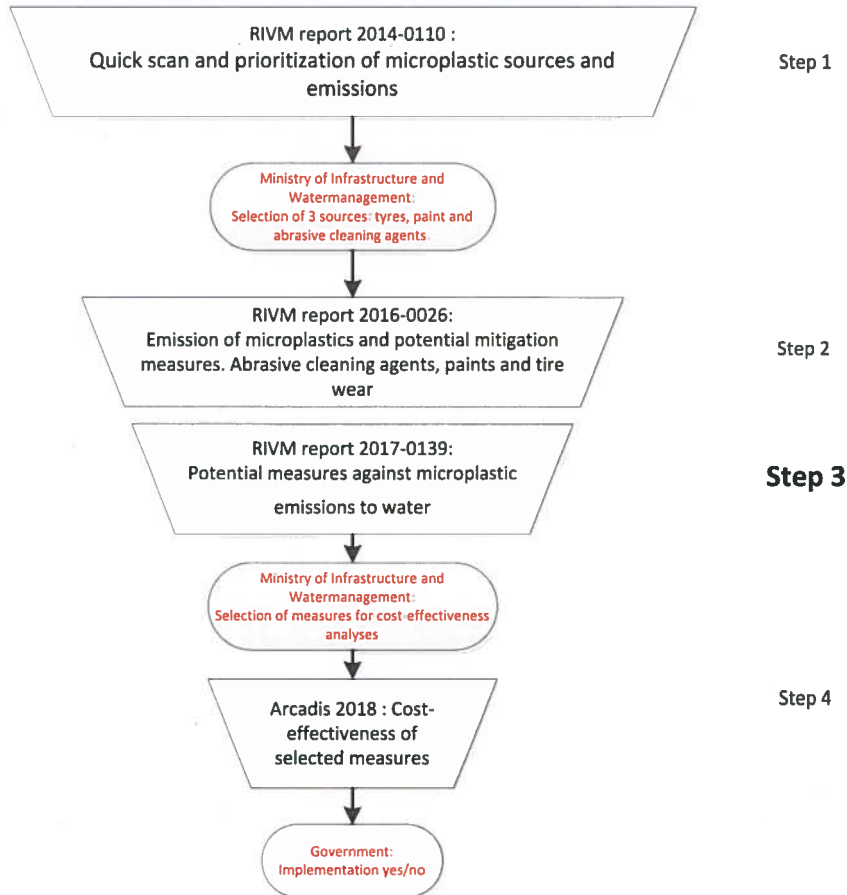 RIVM report 2014-0110 :
Quick scan and prioritization of microplastic sources and
emissions
Step 1
Ministry of Infrastructure and
Watermanagement:
Selection of 3 sources: tyres, paint and
abrasive cleaning agents
RIVM report 2016-0026:
Emission of microplastics and potential mitigation
measures. Abrasive cleaning agents, paints and tire
wear
Step 2
RIVM report 2017-0139:
Potential measures against microplastic
emissions to water
Step 3
Ministry of Infrastructure and
Watermanagement:
Selection of measures for cost-effectiveness
analyses
Arcadis 2018 : Cost-
effectiveness of
selected measures
Step 4
Government:
Implementation yes/no